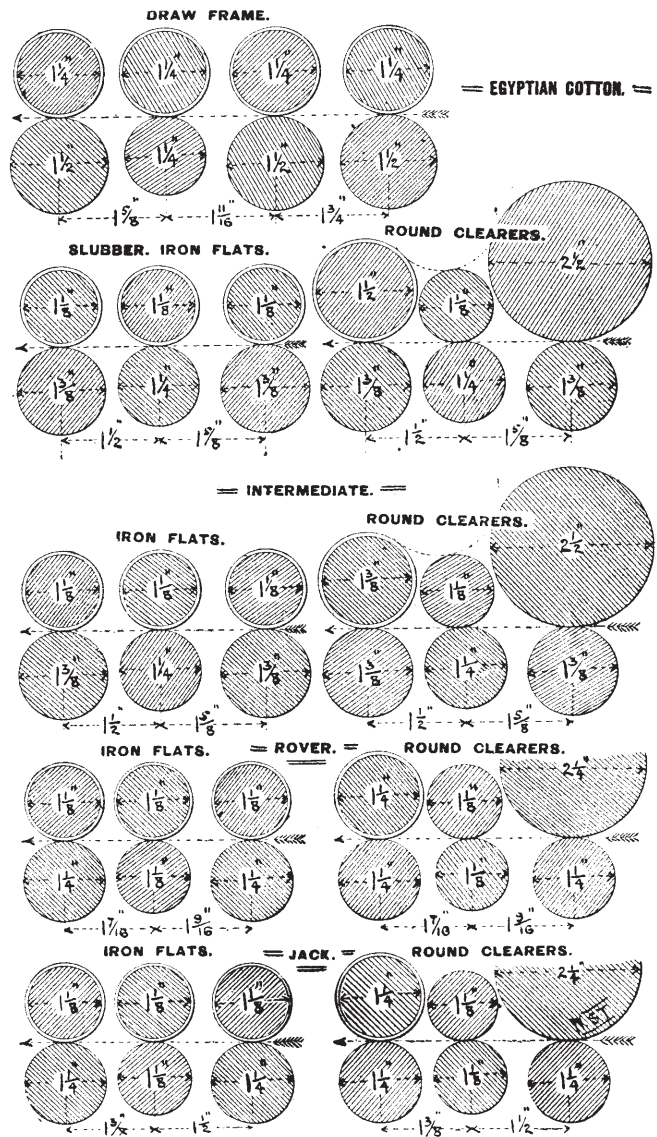 DRAW FRAME.
1¼" 1¼" 1¼" 1¼"
= EGYPTIAN COTTON. =
1½" 1¼" 1½" 1½"
1⅝" 1 11/16" 1¾"
ROUND CLEARERS.
SLUBBER. IRON FLATS.
1⅛" 1⅛" 1⅛" 1½" 1⅛" 2½"
1⅜" 1¼" 1⅜" 1⅜" 1¼" 1⅜"
1½" 1⅝" 1½" 1⅝"
= INTERMEDIATE. =
ROUND CLEARERS.
IRON FLATS.
1⅛" 1⅛" 1⅛" 1⅜" 1⅛" 2½"
1⅜" 1¼" 1⅜" 1⅜" 1¼" 1⅜"
1½" 1⅝" 1½" 1⅝"
IRON FLATS. = ROVER. = ROUND CLEARERS.
1⅛" 1⅛" 1⅛" 1¼" 1⅛" 2¼"
1¼" 1⅛" 1¼" 1¼" 1⅛" 1¼"
1 7/16" 1 9/16" 1 7/16" 1 9/16"
IRON FLATS. = JACK. = ROUND CLEARERS.
1⅛" 1⅛" 1⅛" 1¼" 1⅛" 2¼"
W.S.T
1¼" 1⅛" 1¼" 1¼" 1⅛" 1¼"
1½" 1⅜" 1½"